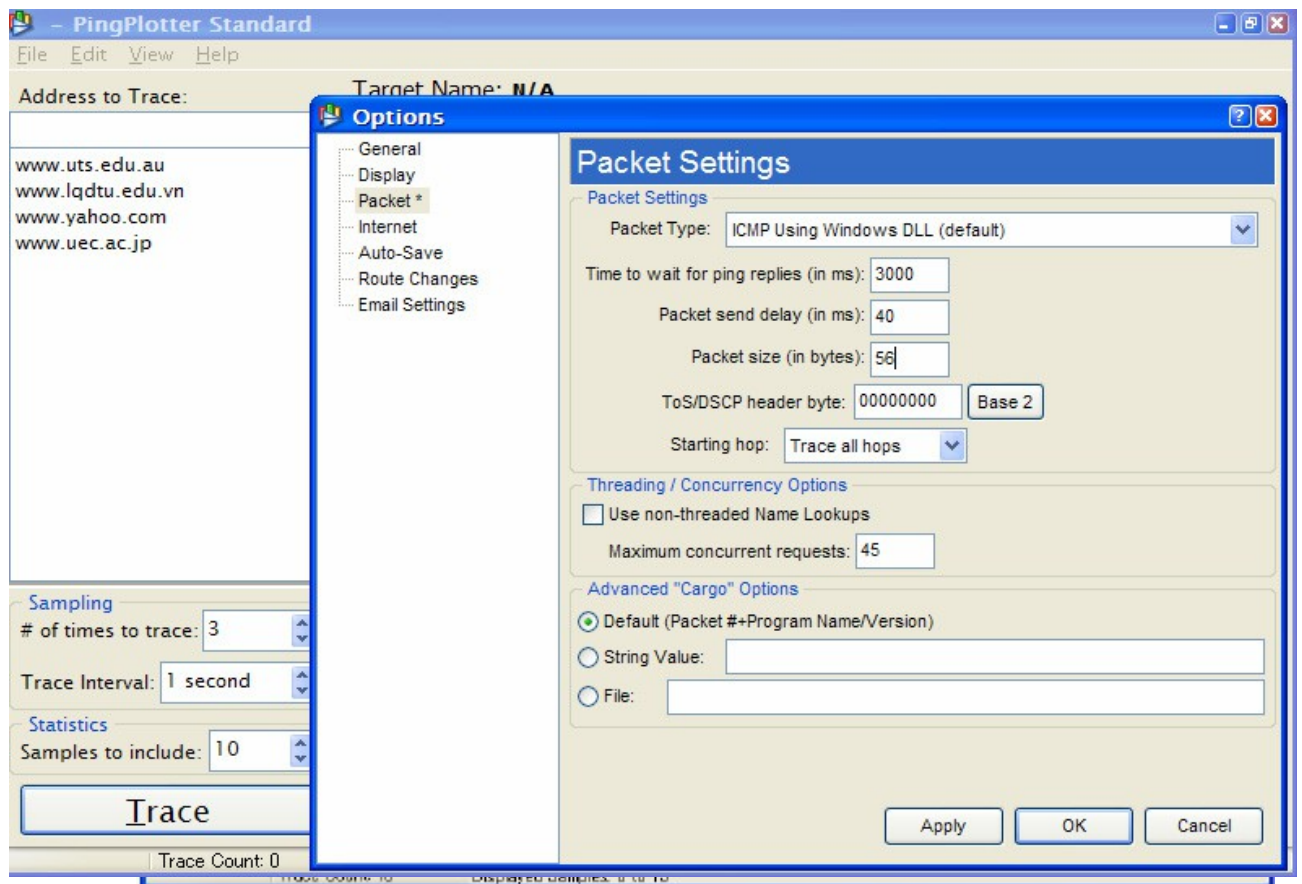 – PingPlotter Standard
File Edit View Help
Address to Trace:
Target Name: N/A
www.uts.edu.au
www.lqdtu.edu.vn
www.yahoo.com
www.uec.ac.jp
Sampling
# of times to trace: 3
Trace Interval: 1 second
Statistics
Samples to include: 10
Trace
Trace Count: 0
Options
General
Display
Packet *
Internet
Auto-Save
Route Changes
Email Settings
Packet Settings
Packet Settings
Packet Type: ICMP Using Windows DLL (default)
Time to wait for ping replies (in ms): 3000
Packet send delay (in ms): 40
Packet size (in bytes): 56
ToS/DSCP header byte: 00000000 Base 2
Starting hop: Trace all hops
Threading / Concurrency Options
Use non-threaded Name Lookups
Maximum concurrent requests: 45
Advanced "Cargo" Options
Default (Packet #+Program Name/Version)
String Value:
File:
Apply OK Cancel